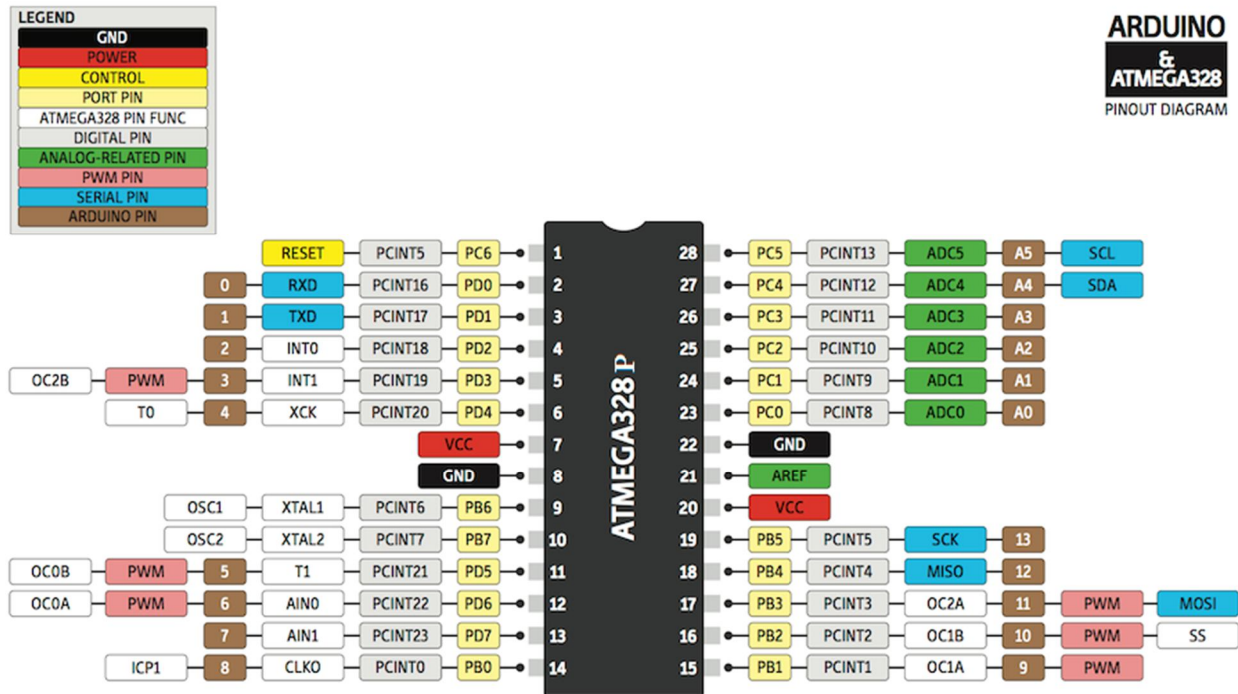 LEGEND
GND
POWER
CONTROL
PORT PIN
ATMEGA328 PIN FUNC
DIGITAL PIN
ANALOG-RELATED PIN
PWM PIN
SERIAL PIN
ARDUINO PIN
ARDUINO
&
ATMEGA328
PINOUT DIAGRAM
ATMEGA328P
RESET PCINT5 PC6 1 28 PC5 PCINT13 ADC5 A5 SCL
0 RXD PCINT16 PD0 2 27 PC4 PCINT12 ADC4 A4 SDA
1 TXD PCINT17 PD1 3 26 PC3 PCINT11 ADC3 A3
2 INT0 PCINT18 PD2 4 25 PC2 PCINT10 ADC2 A2
OC2B PWM 3 INT1 PCINT19 PD3 5 24 PC1 PCINT9 ADC1 A1
T0 4 XCK PCINT20 PD4 6 23 PC0 PCINT8 ADC0 A0
VCC 7 22 GND
GND 8 21 AREF
OSC1 XTAL1 PCINT6 PB6 9 20 VCC
OSC2 XTAL2 PCINT7 PB7 10 19 PB5 PCINT5 SCK 13
OC0B PWM 5 T1 PCINT21 PD5 11 18 PB4 PCINT4 MISO 12
OC0A PWM 6 AIN0 PCINT22 PD6 12 17 PB3 PCINT3 OC2A 11 PWM MOSI
7 AIN1 PCINT23 PD7 13 16 PB2 PCINT2 OC1B 10 PWM SS
ICP1 8 CLKO PCINT0 PB0 14 15 PB1 PCINT1 OC1A 9 PWM